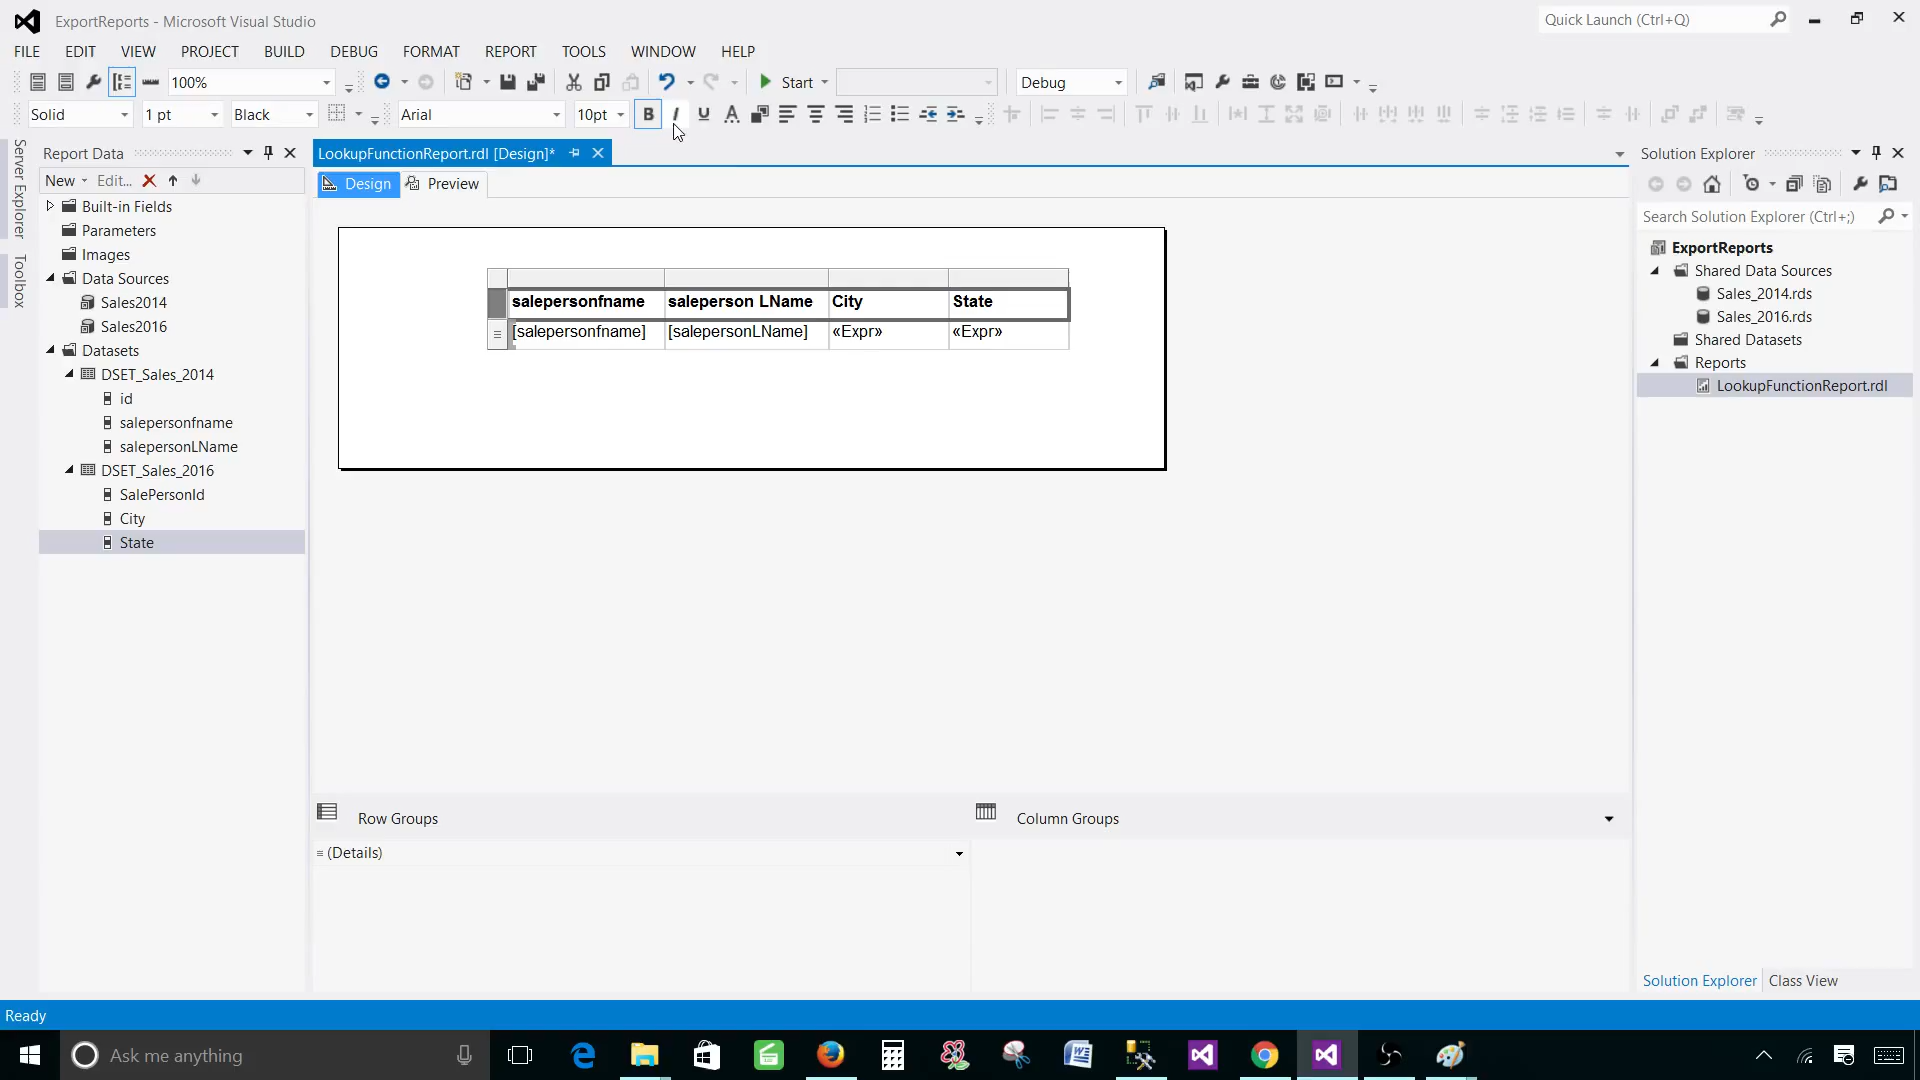 ExportReports - Microsoft Visual Studio
Quick Launch (Ctrl+Q)
FILE EDIT VIEW PROJECT BUILD DEBUG FORMAT REPORT TOOLS WINDOW HELP
100% Start Debug
Solid 1 pt Black Arial 10pt B I U A
Server Explorer
Toolbox
Report Data
New Edit...
Built-in Fields
Parameters
Images
Data Sources
Sales2014
Sales2016
Datasets
DSET_Sales_2014
id
salepersonfname
salepersonLName
DSET_Sales_2016
SalePersonId
City
State
LookupFunctionReport.rdl [Design]*
Design Preview
salepersonfname saleperson LName City State
[salepersonfname] [salepersonLName] «Expr» «Expr»
Row Groups Column Groups
(Details)
Solution Explorer
Search Solution Explorer (Ctrl+;)
ExportReports
Shared Data Sources
Sales_2014.rds
Sales_2016.rds
Shared Datasets
Reports
LookupFunctionReport.rdl
Solution Explorer Class View
Ready
Ask me anything